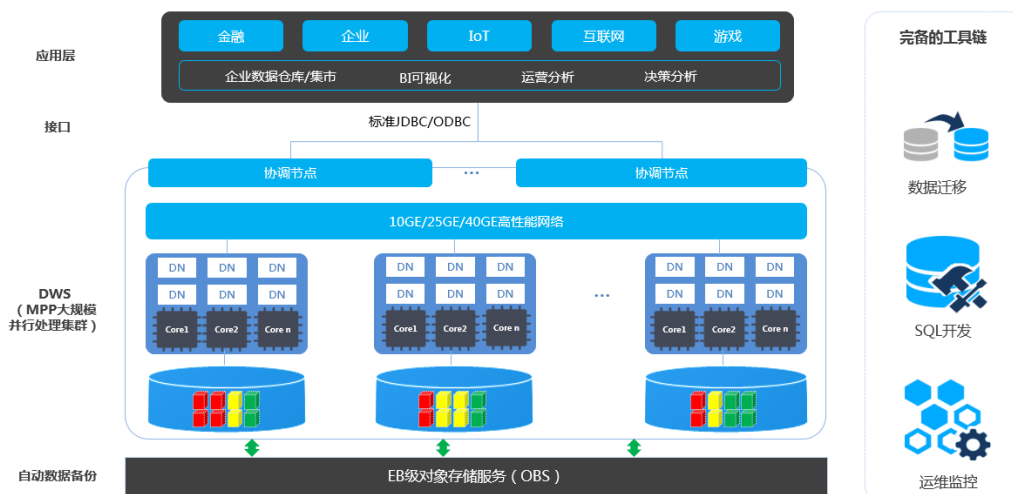 应用层
金融
企业
IoT
互联网
游戏
企业数据仓库/集市
BI可视化
运营分析
决策分析
接口
标准JDBC/ODBC
协调节点
...
协调节点
10GE/25GE/40GE高性能网络
DWS
（MPP大规模
并行处理集群）
DN DN DN
DN DN DN
Core1 Core2 Core n
DN DN DN
DN DN DN
Core1 Core2 Core n
...
DN DN DN
DN DN DN
Core1 Core2 Core n
自动数据备份
EB级对象存储服务（OBS）
完备的工具链
数据迁移
SQL开发
运维监控